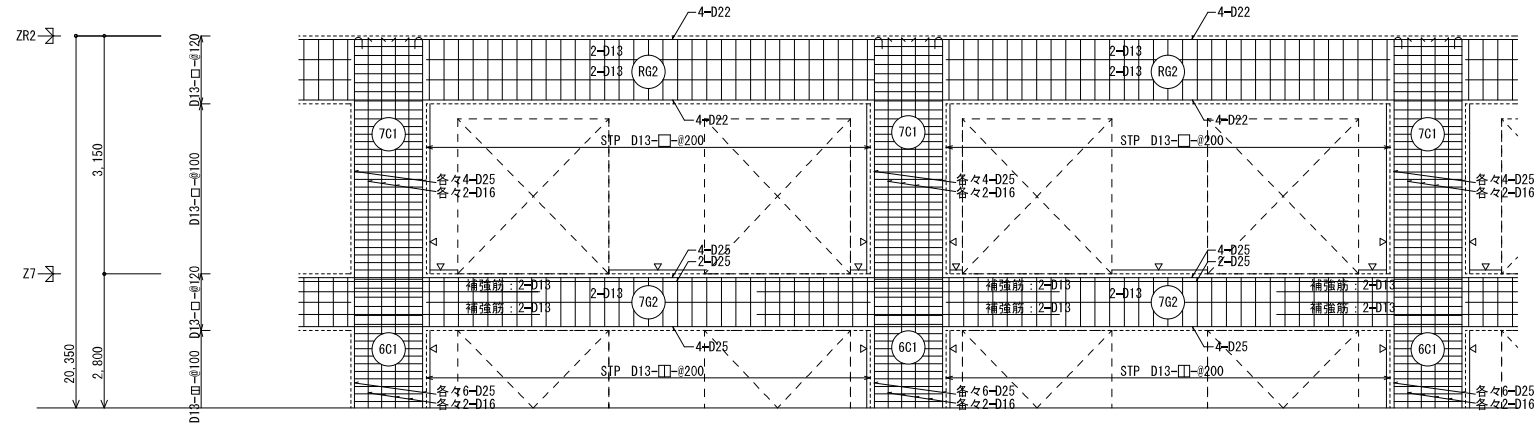 ZR2
Z7
20,350
3,150
2,800
D13-ロ-@120
D13-ロ-@100
D13-ロ-@120
D13-日-@100
4-D22
4-D22
2-D13
2-D13
RG2
2-D13
2-D13
RG2
4-D22
4-D22
7C1
7C1
7C1
STP D13-□-@200
STP D13-□-@200
各々4-D25
各々2-D16
各々4-D25
各々2-D16
各々4-D25
各々2-D16
4-D25
2-D25
4-D25
2-D25
補強筋：2-D13
補強筋：2-D13
2-D13
7G2
補強筋：2-D13
補強筋：2-D13
2-D13
7G2
補強筋：2-D13
補強筋：2-D13
4-D25
4-D25
6C1
6C1
6C1
STP D13-◫-@200
STP D13-◫-@200
各々6-D25
各々2-D16
各々6-D25
各々2-D16
各々6-D25
各々2-D16